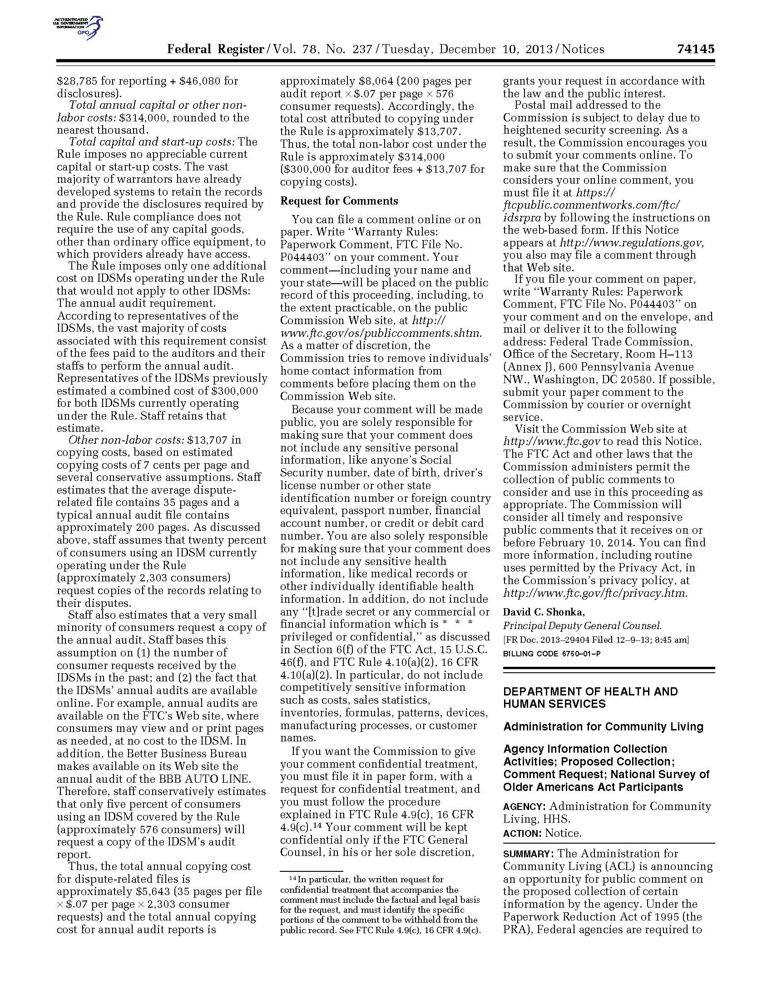 AUTHENTICATED
U.S. GOVERNMENT
INFORMATION
GPO
Federal Register / Vol. 78, No. 237 / Tuesday, December 10, 2013 / Notices 74145
$28,785 for reporting + $46,080 for
disclosures).
Total annual capital or other non-
labor costs: $314,000, rounded to the
nearest thousand.
Total capital and start-up costs: The
Rule imposes no appreciable current
capital or start-up costs. The vast
majority of warrantors have already
developed systems to retain the records
and provide the disclosures required by
the Rule. Rule compliance does not
require the use of any capital goods,
other than ordinary office equipment, to
which providers already have access.
The Rule imposes only one additional
cost on IDSMs operating under the Rule
that would not apply to other IDSMs:
The annual audit requirement.
According to representatives of the
IDSMs, the vast majority of costs
associated with this requirement consist
of the fees paid to the auditors and their
staffs to perform the annual audit.
Representatives of the IDSMs previously
estimated a combined cost of $300,000
for both IDSMs currently operating
under the Rule. Staff retains that
estimate.
Other non-labor costs: $13,707 in
copying costs, based on estimated
copying costs of 7 cents per page and
several conservative assumptions. Staff
estimates that the average dispute-
related file contains 35 pages and a
typical annual audit file contains
approximately 200 pages. As discussed
above, staff assumes that twenty percent
of consumers using an IDSM currently
operating under the Rule
(approximately 2,303 consumers)
request copies of the records relating to
their disputes.
Staff also estimates that a very small
minority of consumers request a copy of
the annual audit. Staff bases this
assumption on (1) the number of
consumer requests received by the
IDSMs in the past; and (2) the fact that
the IDSMs' annual audits are available
online. For example, annual audits are
available on the FTC's Web site, where
consumers may view and or print pages
as needed, at no cost to the IDSM. In
addition, the Better Business Bureau
makes available on its Web site the
annual audit of the BBB AUTO LINE.
Therefore, staff conservatively estimates
that only five percent of consumers
using an IDSM covered by the Rule
(approximately 576 consumers) will
request a copy of the IDSM's audit
report.
Thus, the total annual copying cost
for dispute-related files is
approximately $5,643 (35 pages per file
× $.07 per page × 2,303 consumer
requests) and the total annual copying
cost for annual audit reports is
approximately $8,064 (200 pages per
audit report × $.07 per page × 576
consumer requests). Accordingly, the
total cost attributed to copying under
the Rule is approximately $13,707.
Thus, the total non-labor cost under the
Rule is approximately $314,000
($300,000 for auditor fees + $13,707 for
copying costs).
Request for Comments
You can file a comment online or on
paper. Write ‘‘Warranty Rules:
Paperwork Comment, FTC File No.
P044403’’ on your comment. Your
comment—including your name and
your state—will be placed on the public
record of this proceeding, including, to
the extent practicable, on the public
Commission Web site, at http://
www.ftc.gov/os/publiccomments.shtm.
As a matter of discretion, the
Commission tries to remove individuals'
home contact information from
comments before placing them on the
Commission Web site.
Because your comment will be made
public, you are solely responsible for
making sure that your comment does
not include any sensitive personal
information, like anyone's Social
Security number, date of birth, driver's
license number or other state
identification number or foreign country
equivalent, passport number, financial
account number, or credit or debit card
number. You are also solely responsible
for making sure that your comment does
not include any sensitive health
information, like medical records or
other individually identifiable health
information. In addition, do not include
any ‘‘[t]rade secret or any commercial or
financial information which is * * *
privileged or confidential,’’ as discussed
in Section 6(f) of the FTC Act, 15 U.S.C.
46(f), and FTC Rule 4.10(a)(2), 16 CFR
4.10(a)(2). In particular, do not include
competitively sensitive information
such as costs, sales statistics,
inventories, formulas, patterns, devices,
manufacturing processes, or customer
names.
If you want the Commission to give
your comment confidential treatment,
you must file it in paper form, with a
request for confidential treatment, and
you must follow the procedure
explained in FTC Rule 4.9(c), 16 CFR
4.9(c).14 Your comment will be kept
confidential only if the FTC General
Counsel, in his or her sole discretion,
14 In particular, the written request for
confidential treatment that accompanies the
comment must include the factual and legal basis
for the request, and must identify the specific
portions of the comment to be withheld from the
public record. See FTC Rule 4.9(c), 16 CFR 4.9(c).
grants your request in accordance with
the law and the public interest.
Postal mail addressed to the
Commission is subject to delay due to
heightened security screening. As a
result, the Commission encourages you
to submit your comments online. To
make sure that the Commission
considers your online comment, you
must file it at https://
ftcpublic.commentworks.com/ftc/
idsrpra by following the instructions on
the web-based form. If this Notice
appears at http://www.regulations.gov,
you also may file a comment through
that Web site.
If you file your comment on paper,
write ‘‘Warranty Rules: Paperwork
Comment, FTC File No. P044403’’ on
your comment and on the envelope, and
mail or deliver it to the following
address: Federal Trade Commission,
Office of the Secretary, Room H–113
(Annex J), 600 Pennsylvania Avenue
NW., Washington, DC 20580. If possible,
submit your paper comment to the
Commission by courier or overnight
service.
Visit the Commission Web site at
http://www.ftc.gov to read this Notice.
The FTC Act and other laws that the
Commission administers permit the
collection of public comments to
consider and use in this proceeding as
appropriate. The Commission will
consider all timely and responsive
public comments that it receives on or
before February 10, 2014. You can find
more information, including routine
uses permitted by the Privacy Act, in
the Commission's privacy policy, at
http://www.ftc.gov/ftc/privacy.htm.
David C. Shonka,
Principal Deputy General Counsel.
[FR Doc. 2013–29404 Filed 12–9–13; 8:45 am]
BILLING CODE 6750–01–P
DEPARTMENT OF HEALTH AND
HUMAN SERVICES
Administration for Community Living
Agency Information Collection
Activities; Proposed Collection;
Comment Request; National Survey of
Older Americans Act Participants
AGENCY: Administration for Community
Living, HHS.
ACTION: Notice.
SUMMARY: The Administration for
Community Living (ACL) is announcing
an opportunity for public comment on
the proposed collection of certain
information by the agency. Under the
Paperwork Reduction Act of 1995 (the
PRA), Federal agencies are required to